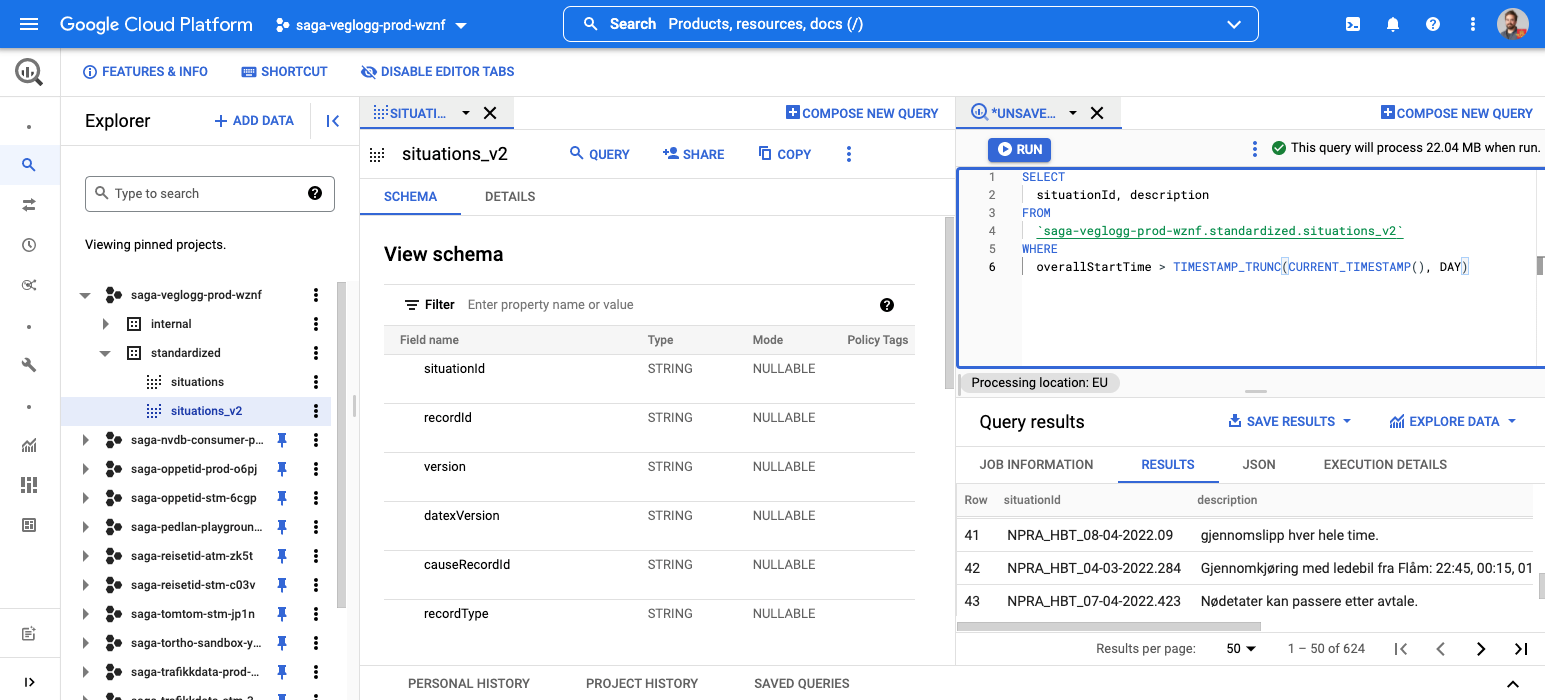 Google Cloud Platform
saga-veglogg-prod-wznf
Search Products, resources, docs (/)
FEATURES & INFO
SHORTCUT
DISABLE EDITOR TABS
Explorer
+ ADD DATA
Type to search
Viewing pinned projects.
saga-veglogg-prod-wznf
internal
standardized
situations
situations_v2
saga-nvdb-consumer-p...
saga-oppetid-prod-o6pj
saga-oppetid-stm-6cgp
saga-pedlan-playgroun...
saga-reisetid-atm-zk5t
saga-reisetid-stm-c03v
saga-tomtom-stm-jp1n
saga-tortho-sandbox-y...
saga-trafikkdata-prod-...
SITUATI...
COMPOSE NEW QUERY
situations_v2
QUERY
SHARE
COPY
SCHEMA
DETAILS
View schema
Filter Enter property name or value
Field name Type Mode Policy Tags
situationId STRING NULLABLE
recordId STRING NULLABLE
version STRING NULLABLE
datexVersion STRING NULLABLE
causeRecordId STRING NULLABLE
recordType STRING NULLABLE
*UNSAVE...
COMPOSE NEW QUERY
RUN
This query will process 22.04 MB when run.
1 SELECT
2 situationId, description
3 FROM
4 `saga-veglogg-prod-wznf.standardized.situations_v2`
5 WHERE
6 overallStartTime > TIMESTAMP_TRUNC(CURRENT_TIMESTAMP(), DAY)
Processing location: EU
Query results
SAVE RESULTS
EXPLORE DATA
JOB INFORMATION
RESULTS
JSON
EXECUTION DETAILS
Row situationId description
41 NPRA_HBT_08-04-2022.09 gjennomslipp hver hele time.
42 NPRA_HBT_04-03-2022.284 Gjennomkjøring med ledebil fra Flåm: 22:45, 00:15, 01
43 NPRA_HBT_07-04-2022.423 Nødetater kan passere etter avtale.
Results per page: 50 1 – 50 of 624
PERSONAL HISTORY
PROJECT HISTORY
SAVED QUERIES